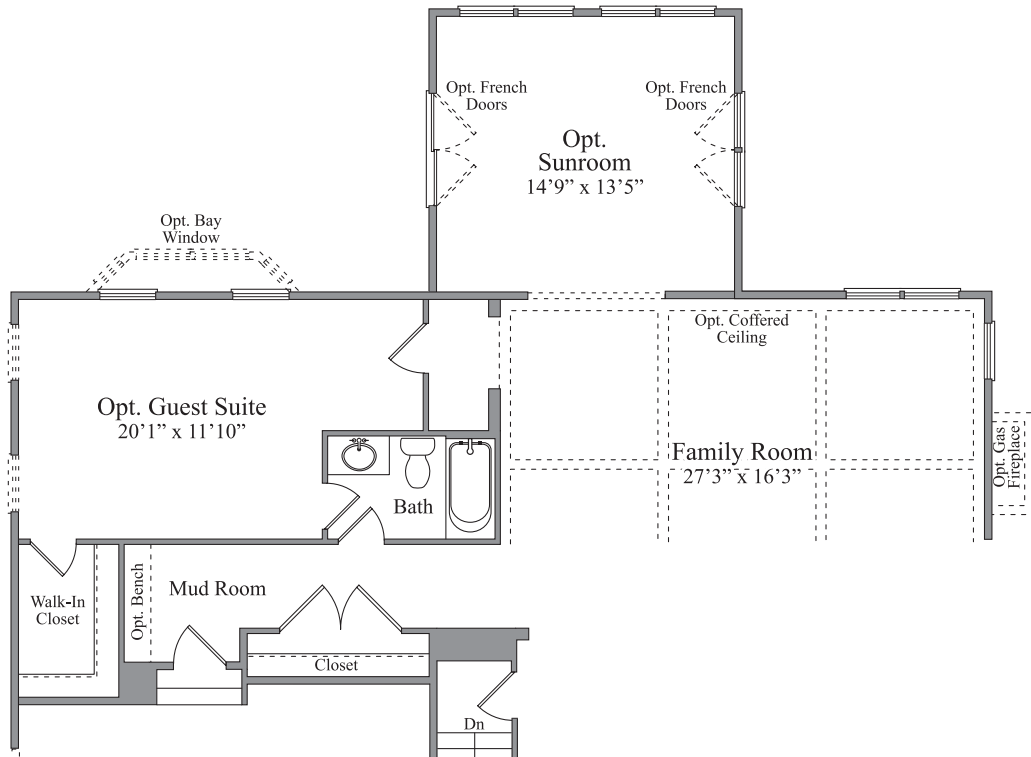 Opt. French
Doors
Opt. French
Doors
Opt.
Sunroom
14’9” x 13’5”
Opt. Bay
Window
Opt. Coffered
Ceiling
Opt. Guest Suite
20’1” x 11’10”
Family Room
27’3” x 16’3”
Opt. Gas
Fireplace
Bath
Mud Room
Opt. Bench
Walk-In
Closet
Closet
Dn